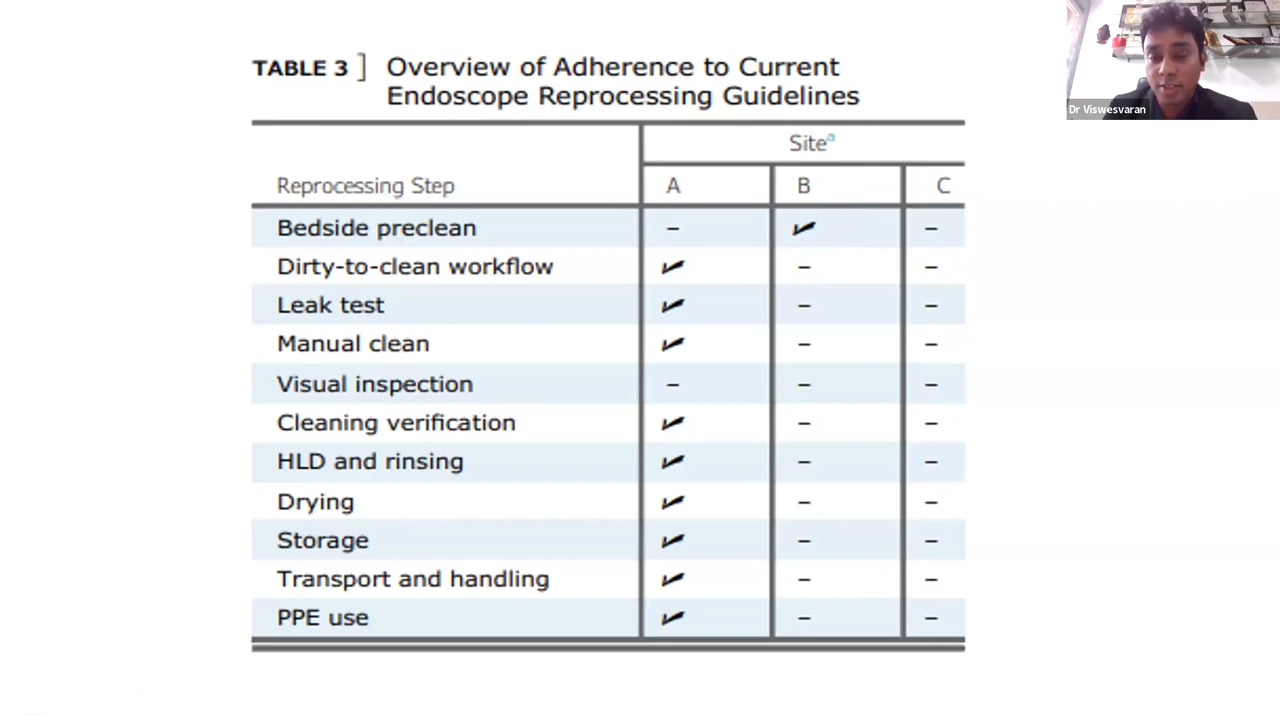 TABLE 3 ] Overview of Adherence to Current
Endoscope Reprocessing Guidelines
Siteᵃ
Reprocessing Step A B C
Bedside preclean – ✓ –
Dirty-to-clean workflow ✓ – –
Leak test ✓ – –
Manual clean ✓ – –
Visual inspection – – –
Cleaning verification ✓ – –
HLD and rinsing ✓ – –
Drying ✓ – –
Storage ✓ – –
Transport and handling ✓ – –
PPE use ✓ – –
Dr Viswesvaran